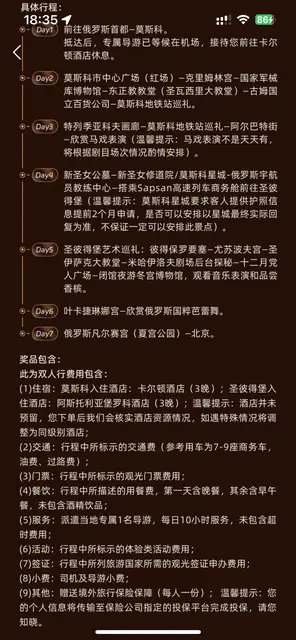 具体行程：
18:35
86
Day1
前往俄罗斯首都—莫斯科。
抵达后，专属导游已等候在机场，接待您前往卡尔
顿酒店休息。
Day2
莫斯科市中心广场（红场）—克里姆林宫—国家军械
库博物馆—东正教教堂（圣瓦西里大教堂）—古姆国
立百货公司—莫斯科地铁站巡礼。
Day3
特列季亚科夫画廊—莫斯科地铁站巡礼—阿尔巴特街
—欣赏马戏表演（温馨提示：马戏表演不是天天有，
将根据剧目场次情况酌情安排）。
Day4
新圣女公墓—新圣女修道院/莫斯科星城-俄罗斯宇航
员教练中心—搭乘Sapsan高速列车商务舱前往圣彼
得堡（温馨提示：莫斯科星城要求客人提供护照信
息提前2个月申请，是否可以安排以星城最终实际回
复为准，不保证一定可以安排此景点）。
Day5
圣彼得堡艺术巡礼：彼得保罗要塞—尤苏波夫宫—圣
伊萨克大教堂—米哈伊洛夫剧场后台探秘—十二月党
人广场—闭馆夜游冬宫博物馆，观看音乐表演和品尝
香槟。
Day6
叶卡捷琳娜宫—欣赏俄罗斯国粹芭蕾舞。
Day7
俄罗斯凡尔赛宫（夏宫公园）—北京。
奖品包含：
此为双人行费用包含：
(1)住宿：莫斯科入住酒店：卡尔顿酒店（3晚）；圣彼得堡入
住酒店：阿斯托利亚堡罗科酒店（3晚）；温馨提示：酒店并未
预留，您下单后我们会核实酒店资源情况，如遇特殊情况将调
整为同级别酒店；
(2)交通：行程中所标示的交通费（参考用车为7-9座商务车，
油费、过路费）；
(3)门票：行程中所标示的观光门票费用；
(4)餐饮：行程中所描述的用餐费，第一天含晚餐，其余含早午
餐，未包含酒精饮品；
(5)服务：派遣当地专属1名导游，每日10小时服务，未包含超
时费用；
(6)活动：行程中所标示的体验类活动费用；
(7)签证：行程中所列旅游国家所需的观光签证申办费用；
(8)小费：司机及导游小费；
(9)其他：赠送境外旅行保险保障（每人一份）； 温馨提示：您
的个人信息将传输至保险公司指定的投保平台完成投保，请您
知晓。